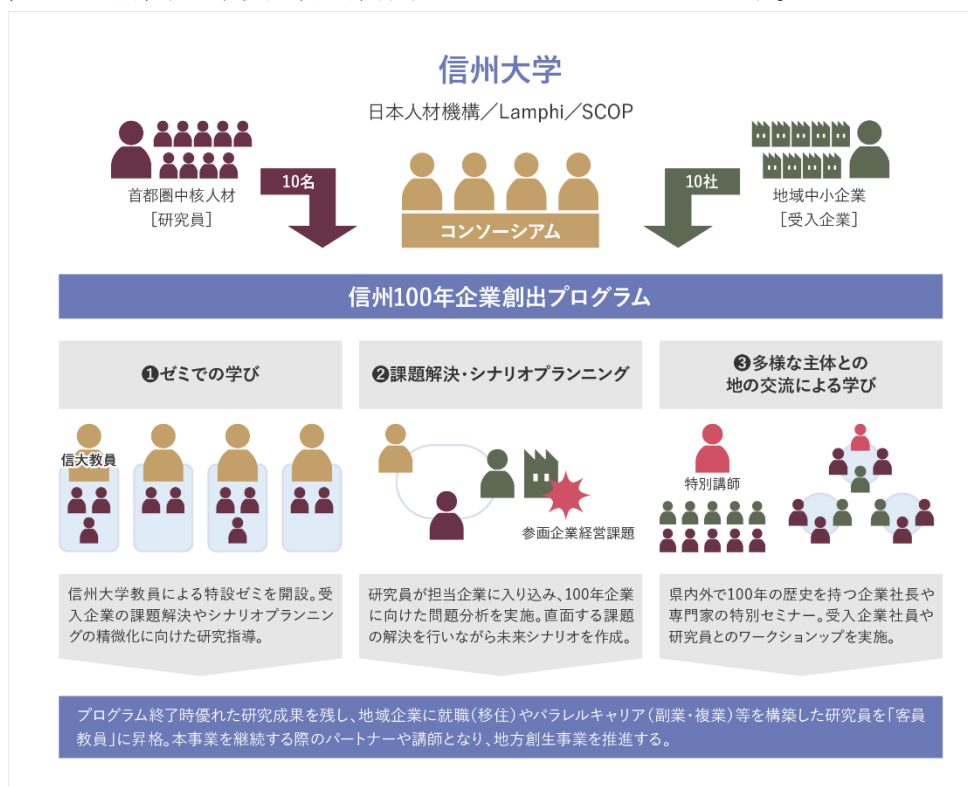 信州大学
日本人材機構／Lamphi／SCOP
首都圏中核人材
［研究員］
10名
コンソーシアム
10社
地域中小企業
［受入企業］
信州100年企業創出プログラム
❶ゼミでの学び
❷課題解決・シナリオプランニング
❸多様な主体との
地の交流による学び
信大教員
参画企業経営課題
特別講師
信州大学教員による特設ゼミを開設。受
入企業の課題解決やシナリオプランニン
グの精微化に向けた研究指導。
研究員が担当企業に入り込み、100年企業
に向けた問題分析を実施。直面する課題
の解決を行いながら未来シナリオを作成。
県内外で100年の歴史を持つ企業社長や
専門家の特別セミナー。受入企業社員や
研究員とのワークションップを実施。
プログラム終了時優れた研究成果を残し、地域企業に就職（移住）やパラレルキャリア（副業・複業）等を構築した研究員を「客員
教員」に昇格。本事業を継続する際のパートナーや講師となり、地方創生事業を推進する。